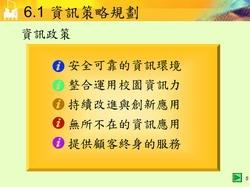 6.1 資訊策略規劃
資訊政策
i 安全可靠的資訊環境
i 整合運用校園資訊力
i 持續改進與創新應用
i 無所不在的資訊應用
i 提供顧客終身的服務
5